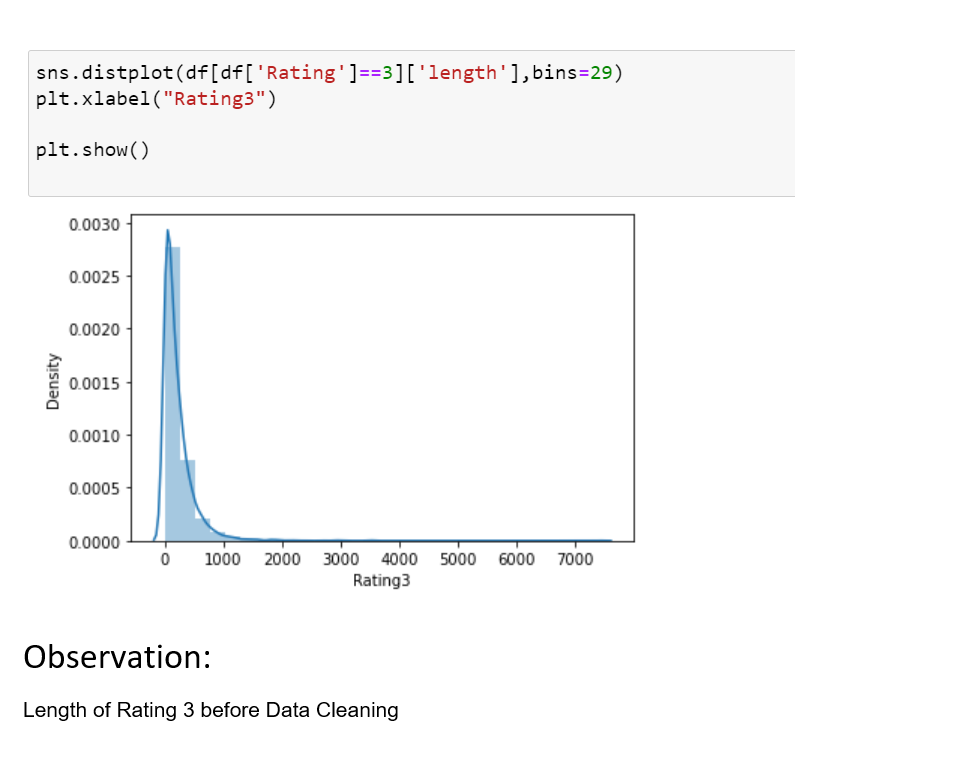 sns.distplot(df[df['Rating']==3]['length'],bins=29)
plt.xlabel("Rating3")
plt.show()
0.0030
0.0025
0.0020
0.0015
0.0010
0.0005
0.0000
Density
0 1000 2000 3000 4000 5000 6000 7000
Rating3
Observation:
Length of Rating 3 before Data Cleaning